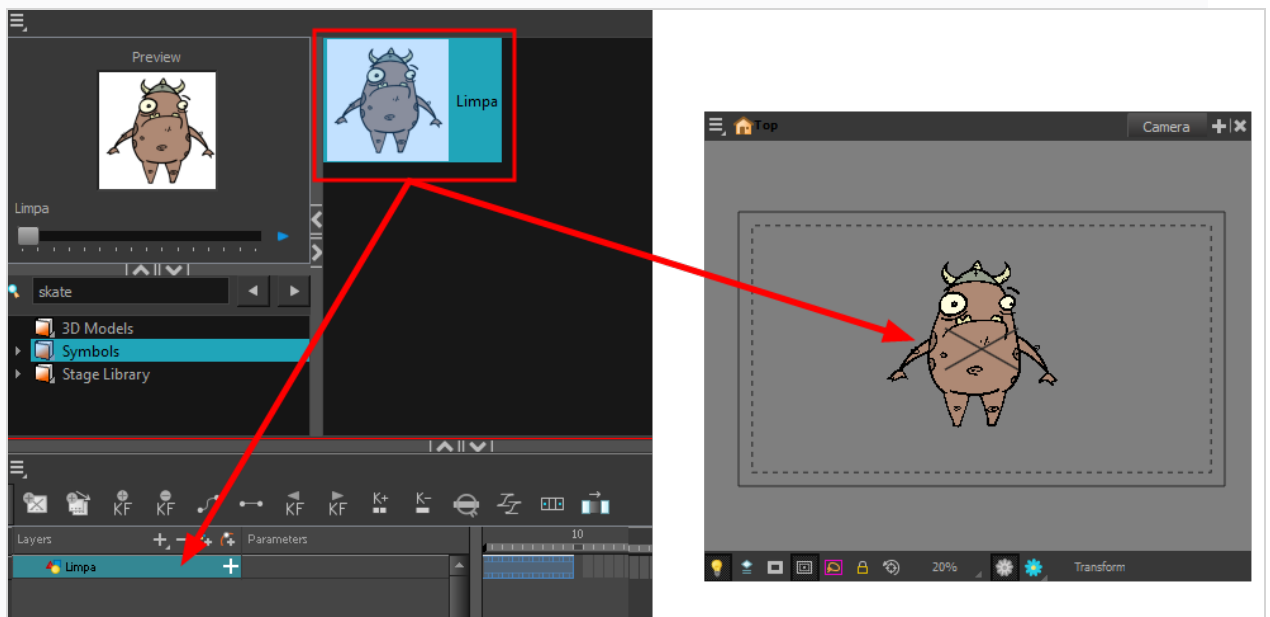 Preview
Limpa
Limpa
skate
3D Models
Symbols
Stage Library
KF KF KF KF K+ K-
Layers Parameters 10
Limpa
Top Camera
20% Transform